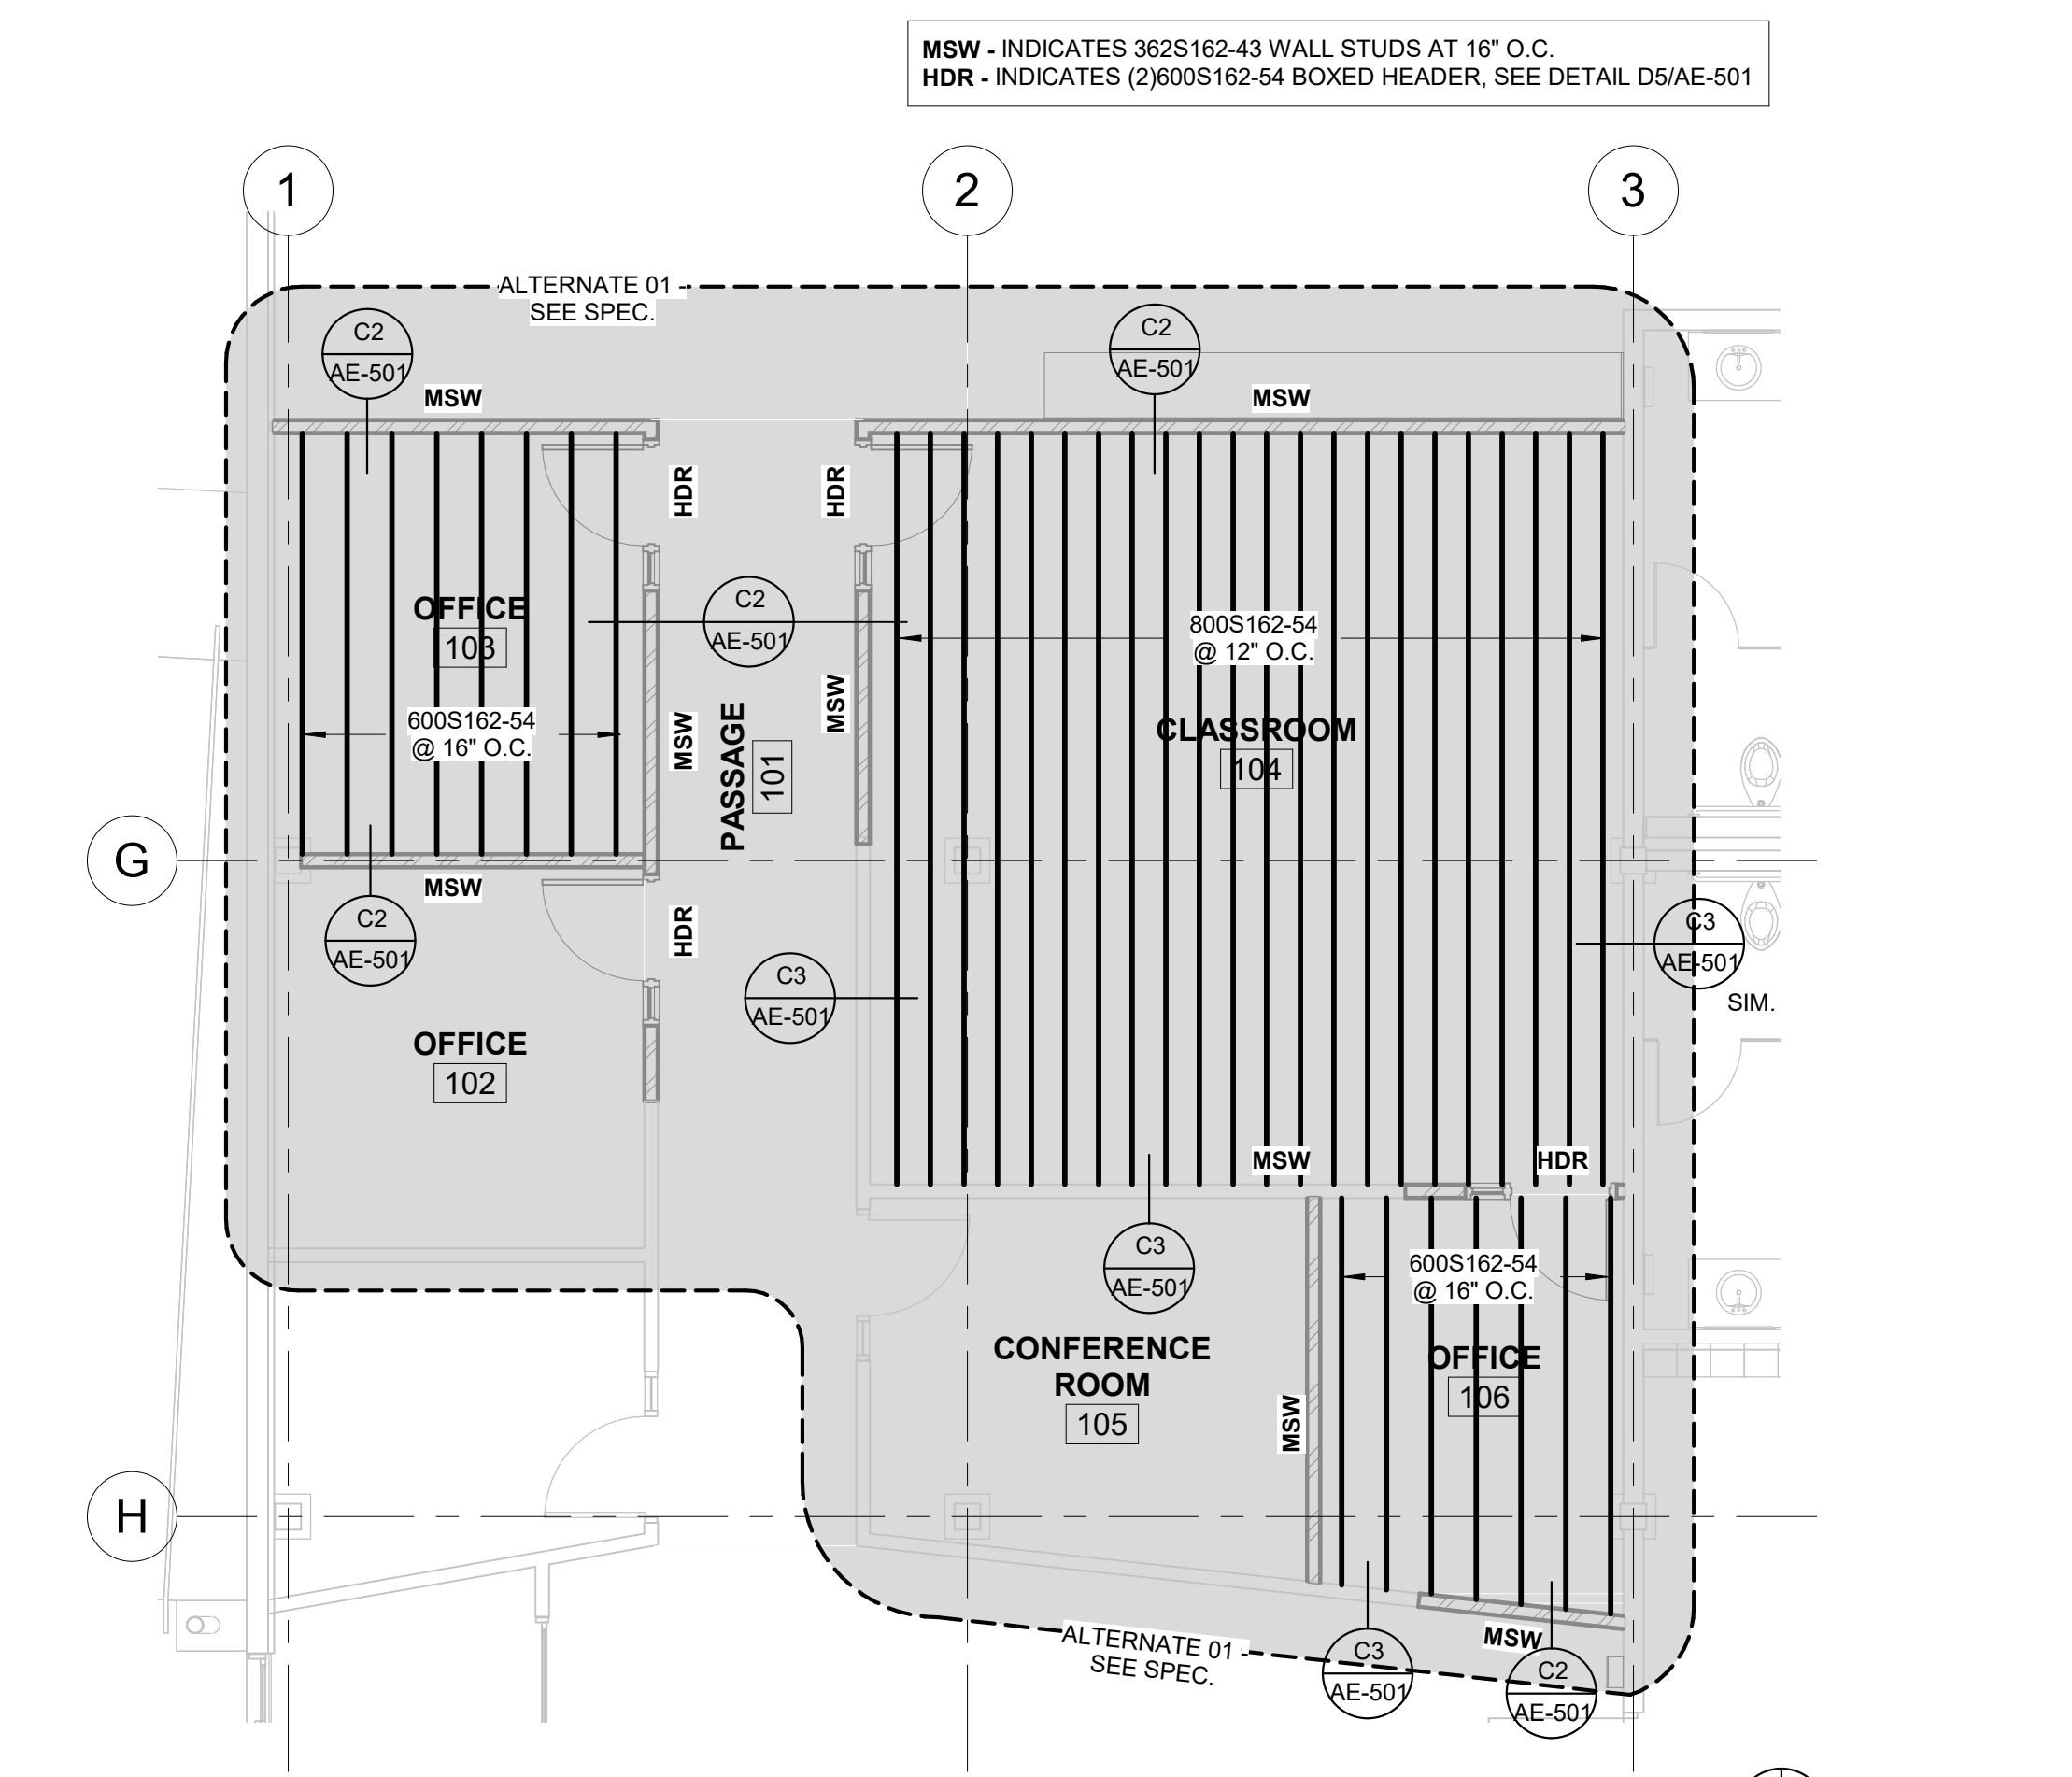 MSW - INDICATES 362S162-43 WALL STUDS AT 16" O.C.
HDR - INDICATES (2)600S162-54 BOXED HEADER, SEE DETAIL D5/AE-501
1
2
3
ALTERNATE 01 -
SEE SPEC.
C2
AE-501
C2
AE-501
MSW
MSW
HDR
HDR
OFFICE
103
C2
AE-501
800S162-54
@ 12" O.C.
600S162-54
@ 16" O.C.
MSW
MSW
PASSAGE
101
CLASSROOM
104
G
MSW
C2
AE-501
HDR
C3
AE-501
C3
AE-501
SIM.
OFFICE
102
MSW
HDR
C3
AE-501
600S162-54
@ 16" O.C.
CONFERENCE
ROOM
105
MSW
OFFICE
106
H
ALTERNATE 01 -
SEE SPEC.
MSW
C3
AE-501
C2
AE-501